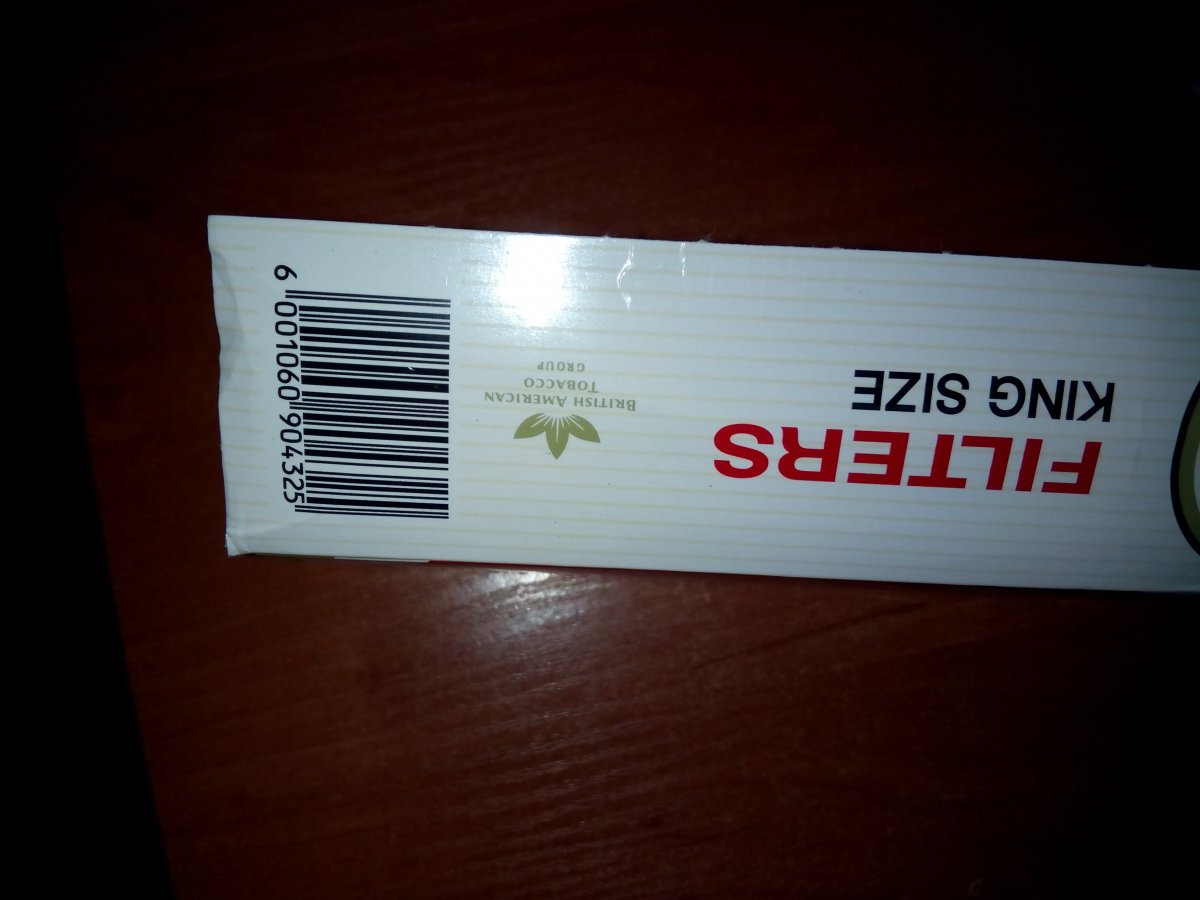 FILTERS
KING SIZE
BRITISH AMERICAN
TOBACCO
GROUP
6 001060 904325